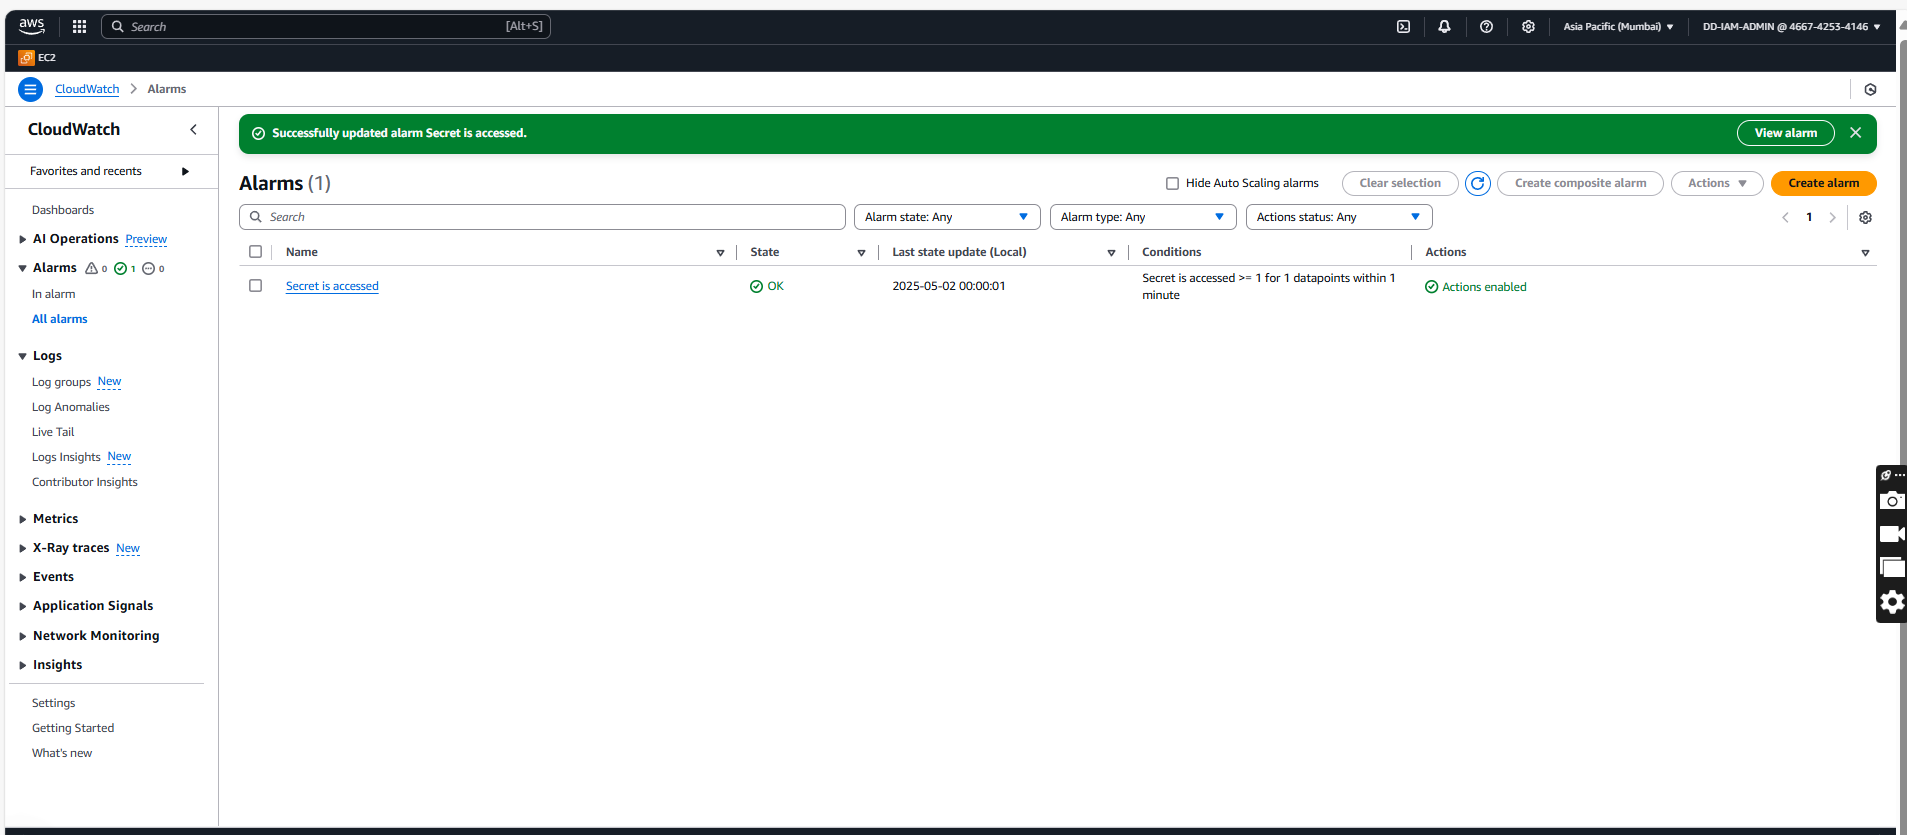 aws
Search [Alt+S]
Asia Pacific (Mumbai)
DD-IAM-ADMIN @ 4667-4253-4146
EC2
CloudWatch
Alarms
CloudWatch
Favorites and recents
Dashboards
AI Operations Preview
Alarms 0 1 0
In alarm
All alarms
Logs
Log groups New
Log Anomalies
Live Tail
Logs Insights New
Contributor Insights
Metrics
X-Ray traces New
Events
Application Signals
Network Monitoring
Insights
Settings
Getting Started
What's new
Successfully updated alarm Secret is accessed.
View alarm
Alarms (1)
Hide Auto Scaling alarms
Clear selection
Create composite alarm
Actions
Create alarm
Search
Alarm state: Any
Alarm type: Any
Actions status: Any
1
Name
State
Last state update (Local)
Conditions
Actions
Secret is accessed
OK
2025-05-02 00:00:01
Secret is accessed >= 1 for 1 datapoints within 1
minute
Actions enabled